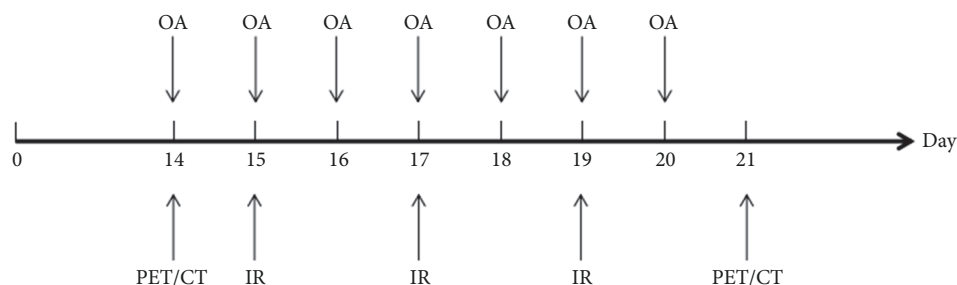 OA OA OA OA OA OA OA
Day
0 14 15 16 17 18 19 20 21
PET/CT IR IR IR PET/CT